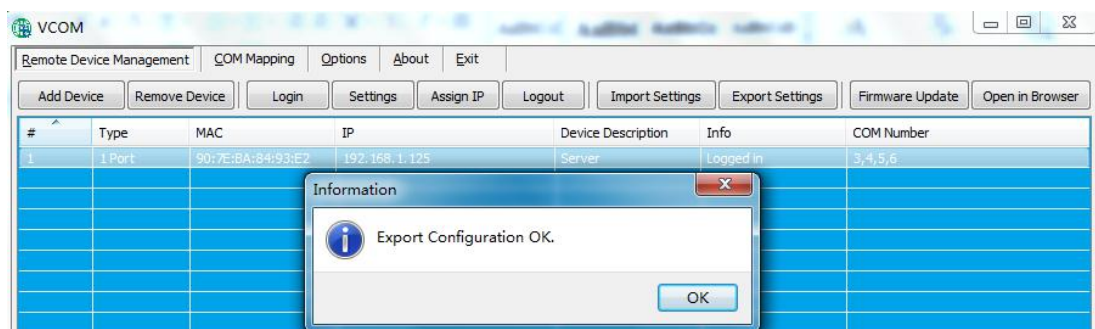 VCOM
Remote Device Management COM Mapping Options About Exit
Add Device Remove Device Login Settings Assign IP Logout Import Settings Export Settings Firmware Update Open in Browser
# Type MAC IP Device Description Info COM Number
1 1 Port 90:7E:BA:84:93:E2 192.168.1.125 Server Logged in 3,4,5,6
Information
Export Configuration OK.
OK